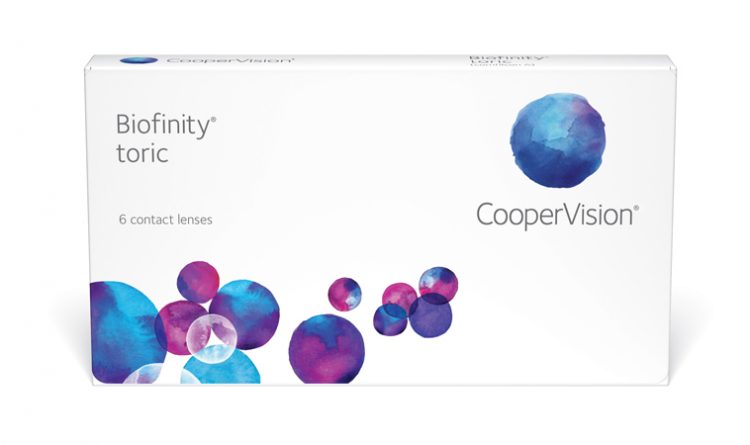 CooperVision®
Biofinity®
toric
Biofinity®
toric
6 contact lenses
CooperVision®